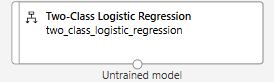 Two-Class Logistic Regression
two_class_logistic_regression
Untrained model